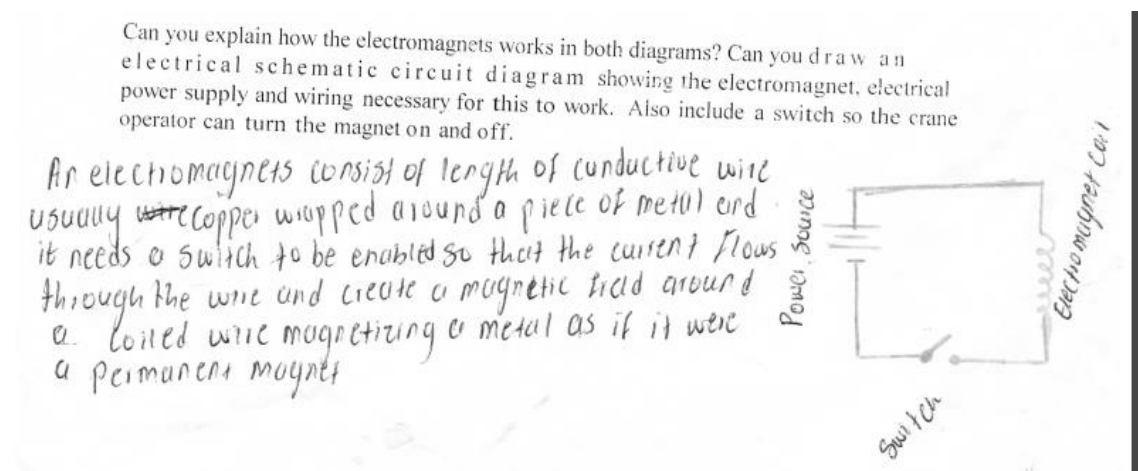 Can you explain how the electromagnets works in both diagrams? Can you draw an
electrical schematic circuit diagram showing the electromagnet, electrical
power supply and wiring necessary for this to work. Also include a switch so the crane
operator can turn the magnet on and off.
An electromagnets consist of length of conductive wire
usually wire copper wrapped around a piece of metal and
it needs a switch to be enabled so that the current flows
through the wire and create a magnetic field around
a coiled wire magnetizing a metal as if it were
a permanent magnet
Power source
Electromagnet coil
Switch